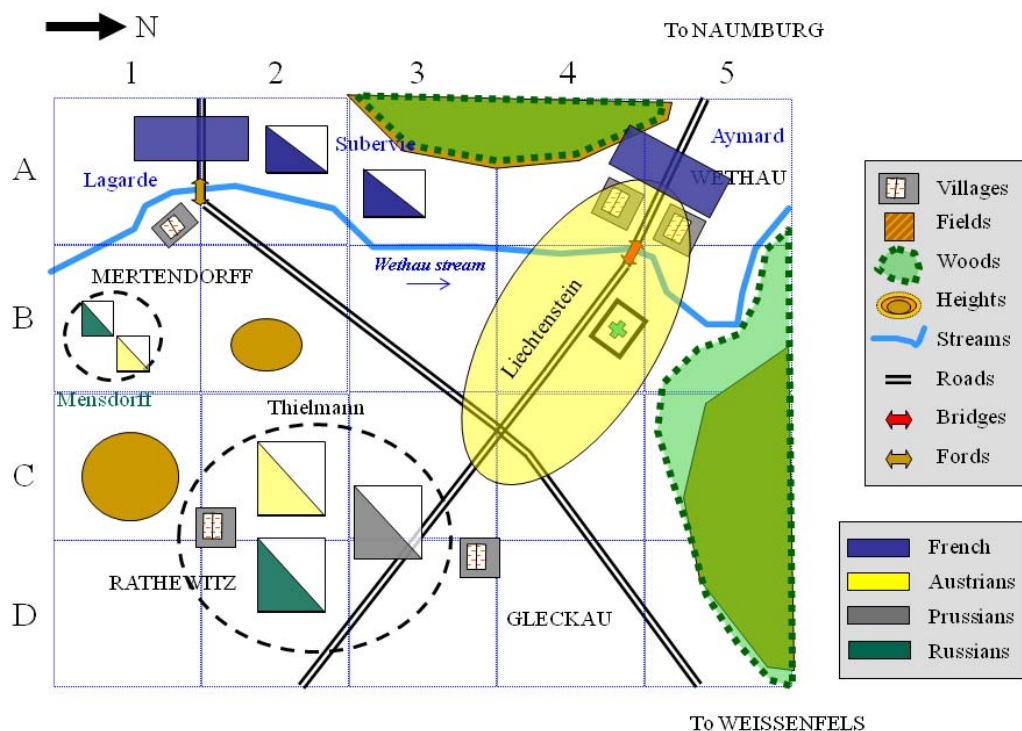 N
To NAUMBURG
1
2
3
4
5
A
Subervie
Aymard
Lagarde
WETHAU
Villages
Fields
Woods
Heights
Streams
Roads
Bridges
Fords
MERTENDORFF
Wethau stream
B
Liechtenstein
Mensdorff
Thielmann
C
RATHEWITZ
D
GLECKAU
French
Austrians
Prussians
Russians
To WEISSENFELS